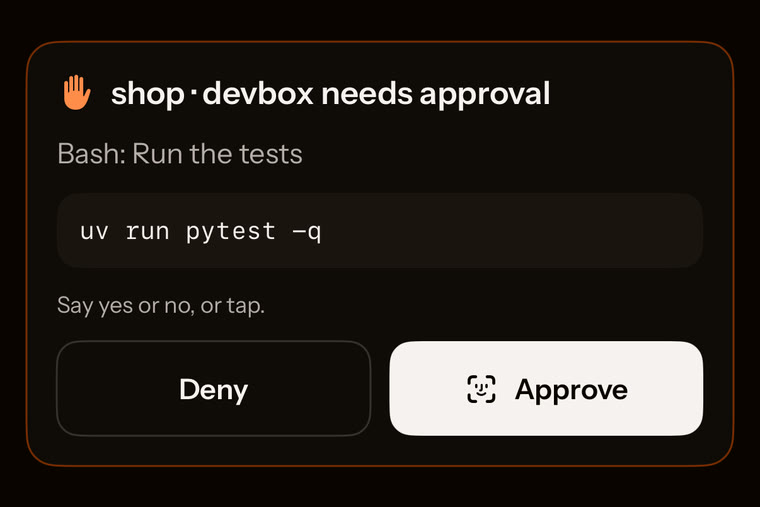 shop · devbox needs approval
Bash: Run the tests
uv run pytest -q
Say yes or no, or tap.
Deny
Approve